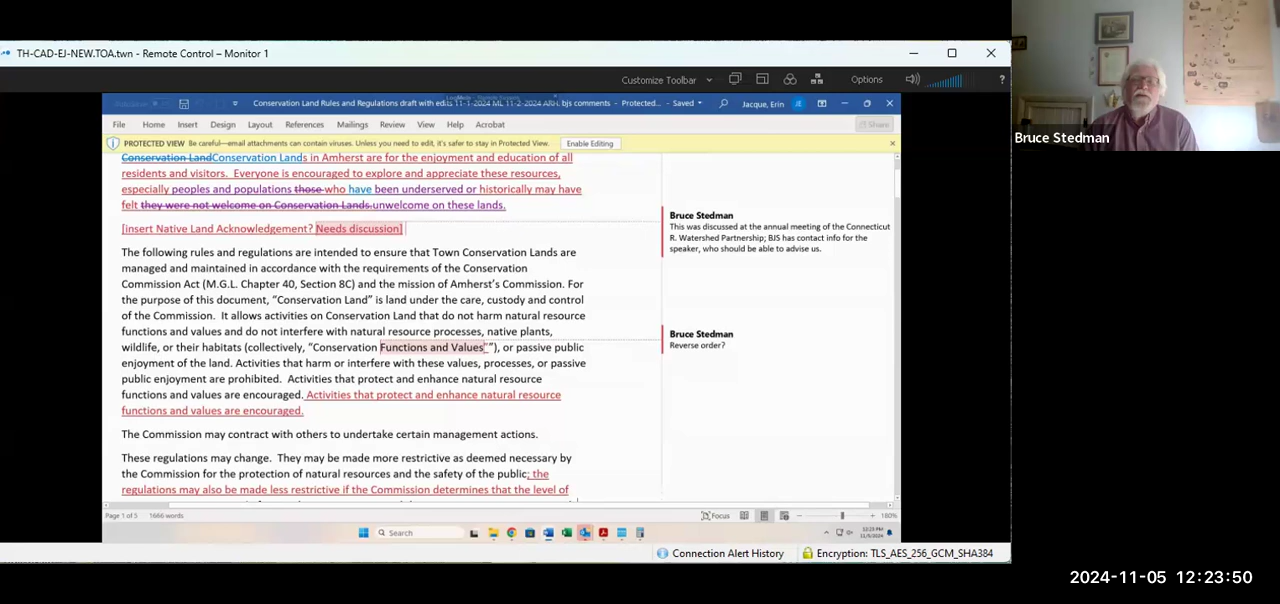 TH-CAD-EJ-NEW.TOA.twn - Remote Control – Monitor 1
Customize Toolbar
Options
?
Conservation Land Rules and Regulations draft with edits 11-1-2024 ML 11-2-2024 ARH. bjs comments - Protected... - Saved
Jacque, Erin
JE
File Home Insert Design Layout References Mailings Review View Help Acrobat
Share
PROTECTED VIEW Be careful—email attachments can contain viruses. Unless you need to edit, it's safer to stay in Protected View.
Enable Editing
Conservation LandConservation Lands in Amherst are for the enjoyment and education of all
residents and visitors. Everyone is encouraged to explore and appreciate these resources,
especially peoples and populations those who have been underserved or historically may have
felt they were not welcome on Conservation Lands.unwelcome on these lands.
[insert Native Land Acknowledgement? Needs discussion]
The following rules and regulations are intended to ensure that Town Conservation Lands are
managed and maintained in accordance with the requirements of the Conservation
Commission Act (M.G.L. Chapter 40, Section 8C) and the mission of Amherst's Commission. For
the purpose of this document, "Conservation Land" is land under the care, custody and control
of the Commission. It allows activities on Conservation Land that do not harm natural resource
functions and values and do not interfere with natural resource processes, native plants,
wildlife, or their habitats (collectively, "Conservation Functions and Values""), or passive public
enjoyment of the land. Activities that harm or interfere with these values, processes, or passive
public enjoyment are prohibited. Activities that protect and enhance natural resource
functions and values are encouraged. Activities that protect and enhance natural resource
functions and values are encouraged.
The Commission may contract with others to undertake certain management actions.
These regulations may change. They may be made more restrictive as deemed necessary by
the Commission for the protection of natural resources and the safety of the public; the
regulations may also be made less restrictive if the Commission determines that the level of
Bruce Stedman
This was discussed at the annual meeting of the Connecticut
R. Watershed Partnership; BJS has contact info for the
speaker, who should be able to advise us.
Bruce Stedman
Reverse order?
Page 1 of 5 1666 words
Focus
180%
Search
12:23 PM
11/5/2024
Connection Alert History
Encryption: TLS_AES_256_GCM_SHA384
Bruce Stedman
2024-11-05 12:23:50